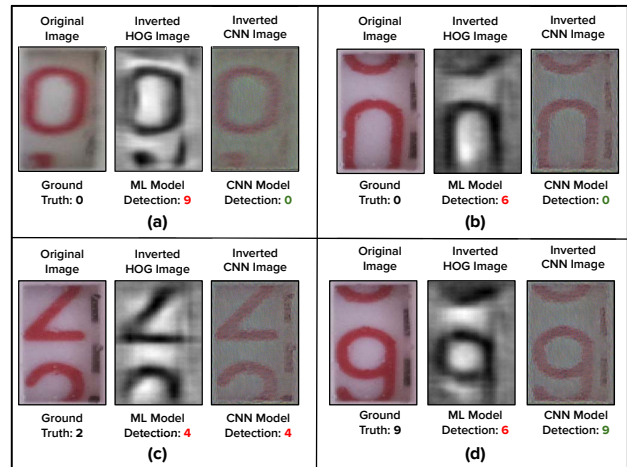 Original Image Inverted HOG Image Inverted CNN Image
0
Ground Truth: 0 ML Model Detection: 9 CNN Model Detection: 0
(a)
Original Image Inverted HOG Image Inverted CNN Image
Ground Truth: 0 ML Model Detection: 6 CNN Model Detection: 0
(b)
Original Image Inverted HOG Image Inverted CNN Image
Ground Truth: 2 ML Model Detection: 4 CNN Model Detection: 4
(c)
Original Image Inverted HOG Image Inverted CNN Image
9
Ground Truth: 9 ML Model Detection: 6 CNN Model Detection: 9
(d)